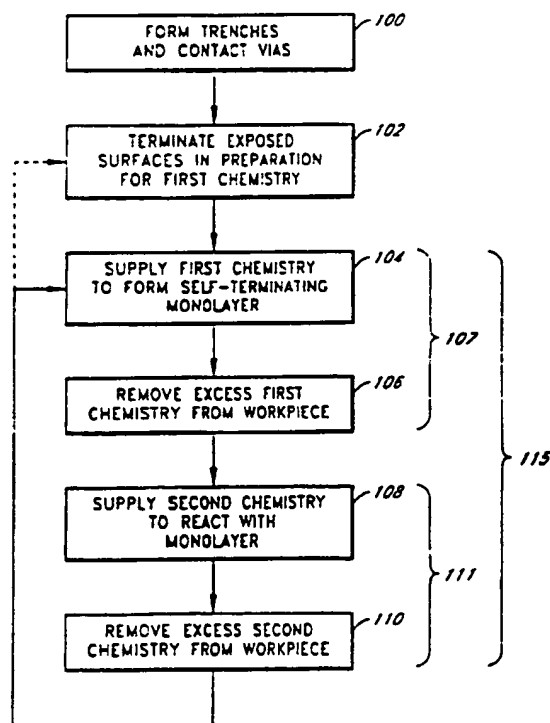 FORM TRENCHES
AND CONTACT VIAS
100
TERMINATE EXPOSED
SURFACES IN PREPARATION
FOR FIRST CHEMISTRY
102
SUPPLY FIRST CHEMISTRY
TO FORM SELF-TERMINATING
MONOLAYER
104
REMOVE EXCESS FIRST
CHEMISTRY FROM WORKPIECE
106
107
SUPPLY SECOND CHEMISTRY
TO REACT WITH
MONOLAYER
108
REMOVE EXCESS SECOND
CHEMISTRY FROM WORKPIECE
110
111
115